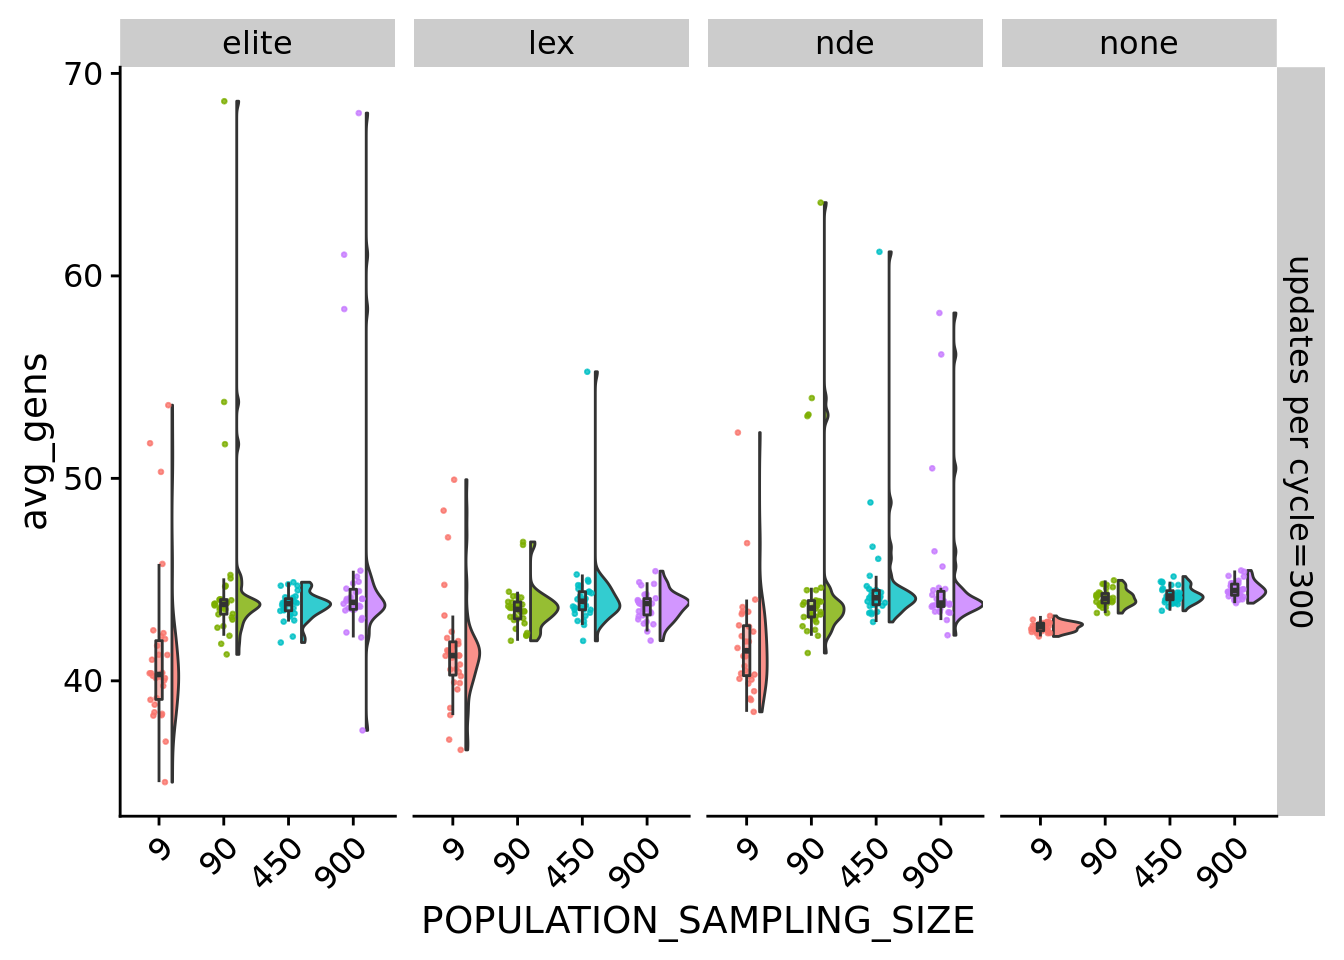 elite lex nde none
70
60
50
40
avg_gens
updates per cycle=300
9 90 450 900 9 90 450 900 9 90 450 900 9 90 450 900
POPULATION_SAMPLING_SIZE